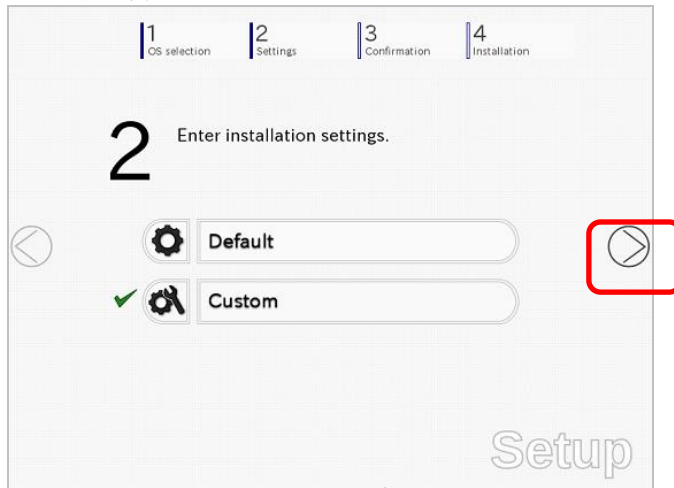 1
OS selection
2
Settings
3
Confirmation
4
Installation
2
Enter installation settings.
Default
Custom
Setup